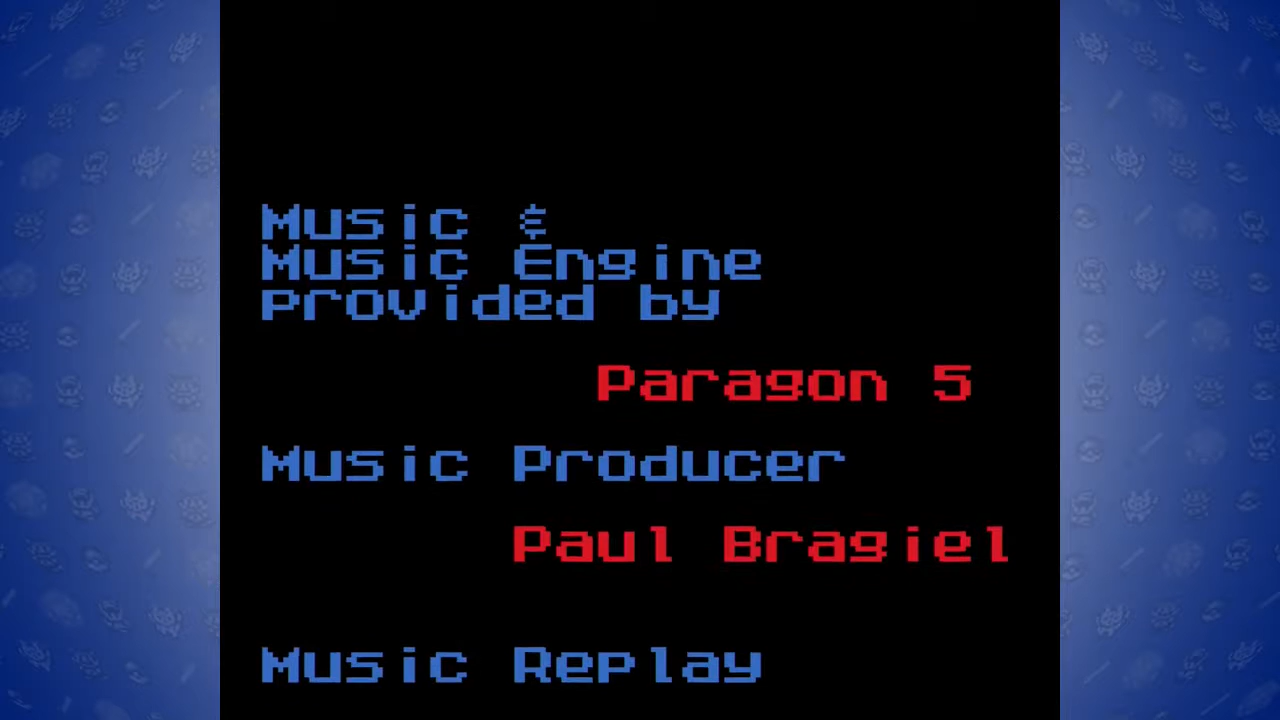 Music &
Music Engine
provided by
Paragon 5
Music Producer
Paul Bragiel
Music Replay